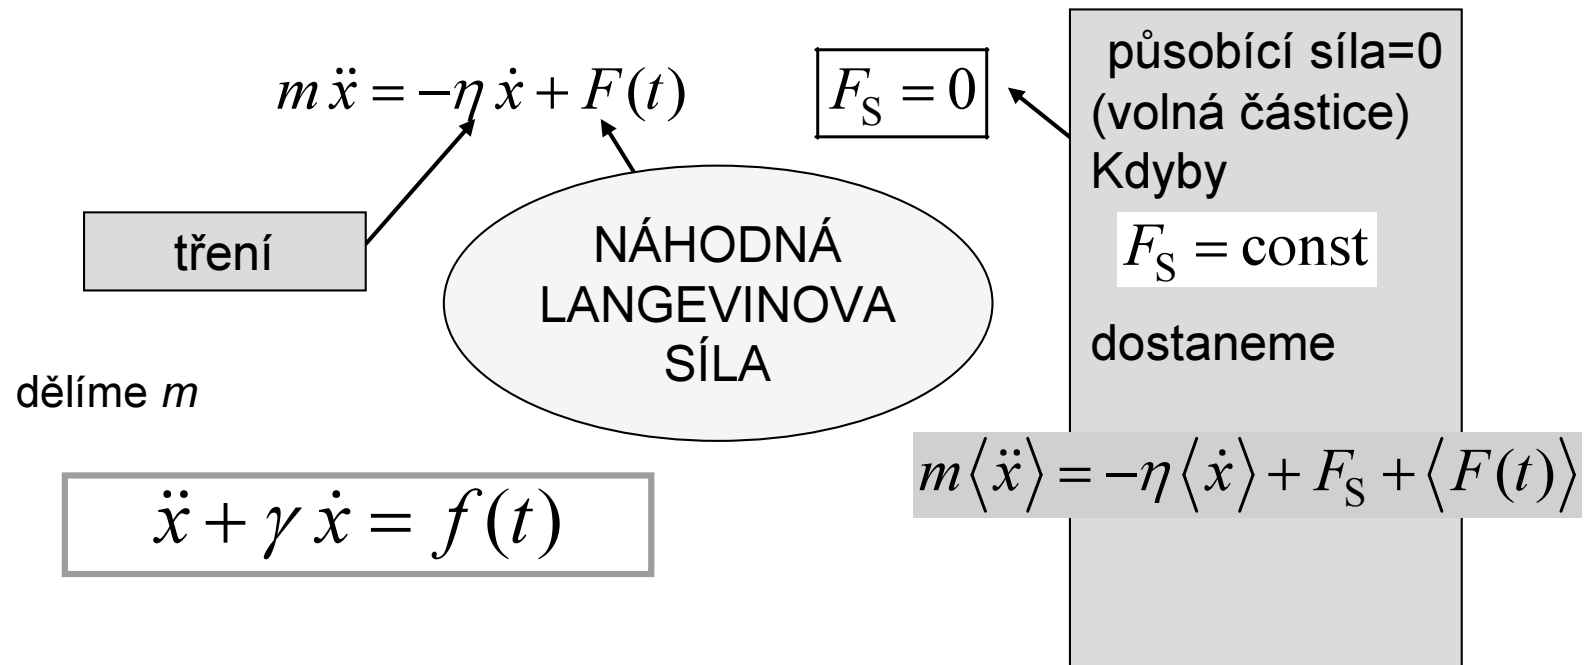 m ẍ = −η ẋ + F(t)
tření
NÁHODNÁ
LANGEVINOVA
SÍLA
F_S = 0
působící síla=0
(volná částice)
Kdyby
F_S = const
dostaneme
m⟨ẍ⟩ = −η⟨ẋ⟩ + F_S + ⟨F(t)⟩
dělíme m
ẍ + γ ẋ = f(t)